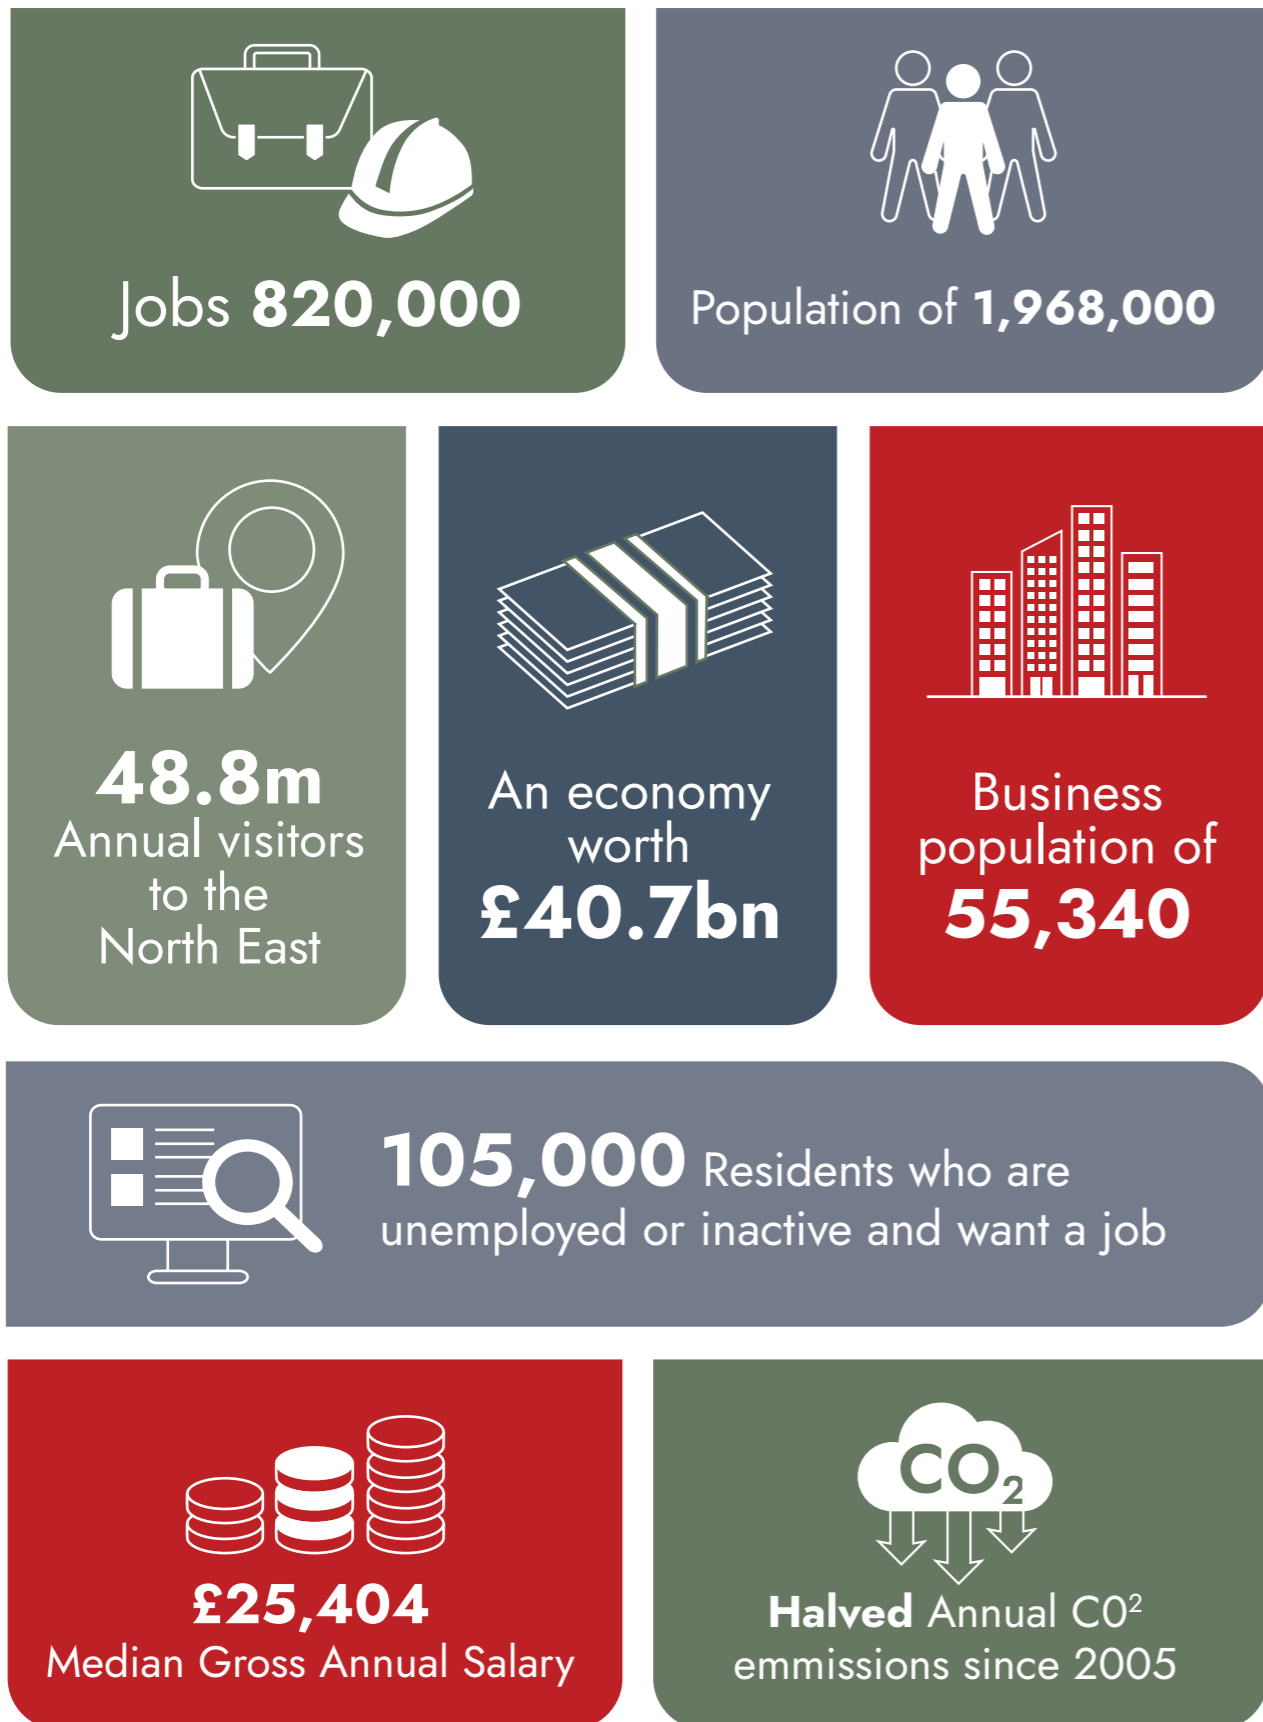 Jobs 820,000
Population of 1,968,000
48.8m
Annual visitors
to the
North East
An economy
worth
£40.7bn
Business
population of
55,340
105,000 Residents who are
unemployed or inactive and want a job
£25,404
Median Gross Annual Salary
CO₂
Halved Annual C0²
emmissions since 2005